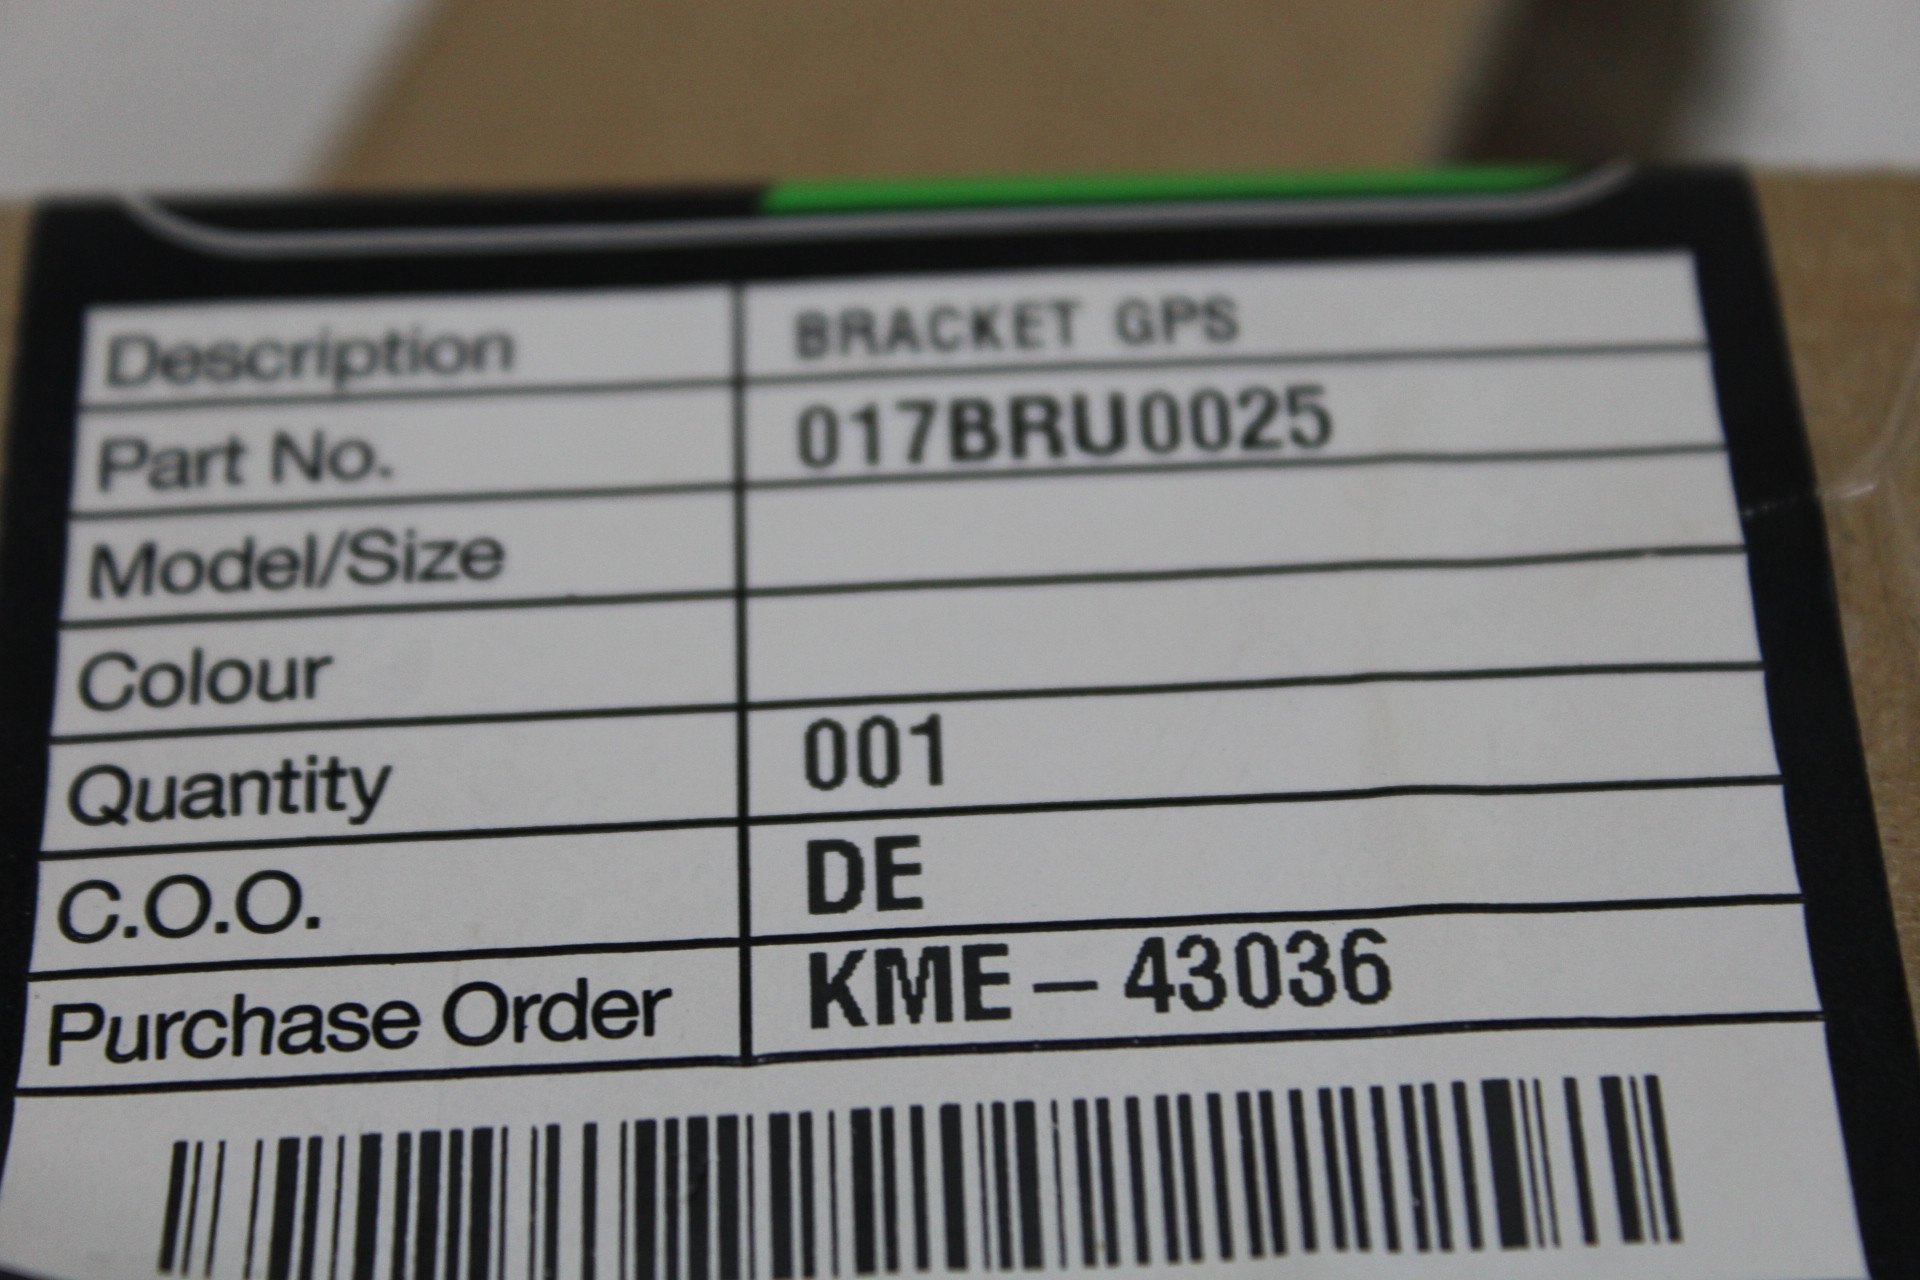 Description BRACKET GPS
Part No. 017BRU0025
Model/Size
Colour
Quantity 001
C.O.O. DE
Purchase Order KME-43036